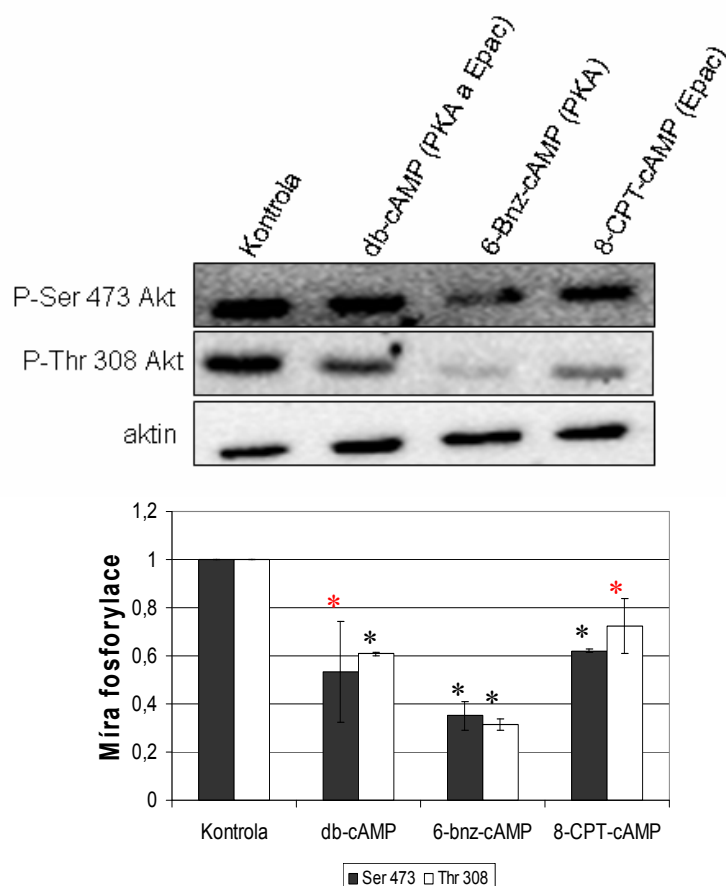 Kontrola
db-cAMP (PKA a Epac)
6-Bnz-cAMP (PKA)
8-CPT-cAMP (Epac)
P-Ser 473 Akt
P-Thr 308 Akt
aktin
Míra fosforylace
1,2
1
0,8
0,6
0,4
0,2
0
*
*
*
*
*
*
Kontrola
db-cAMP
6-bnz-cAMP
8-CPT-cAMP
Ser 473
Thr 308